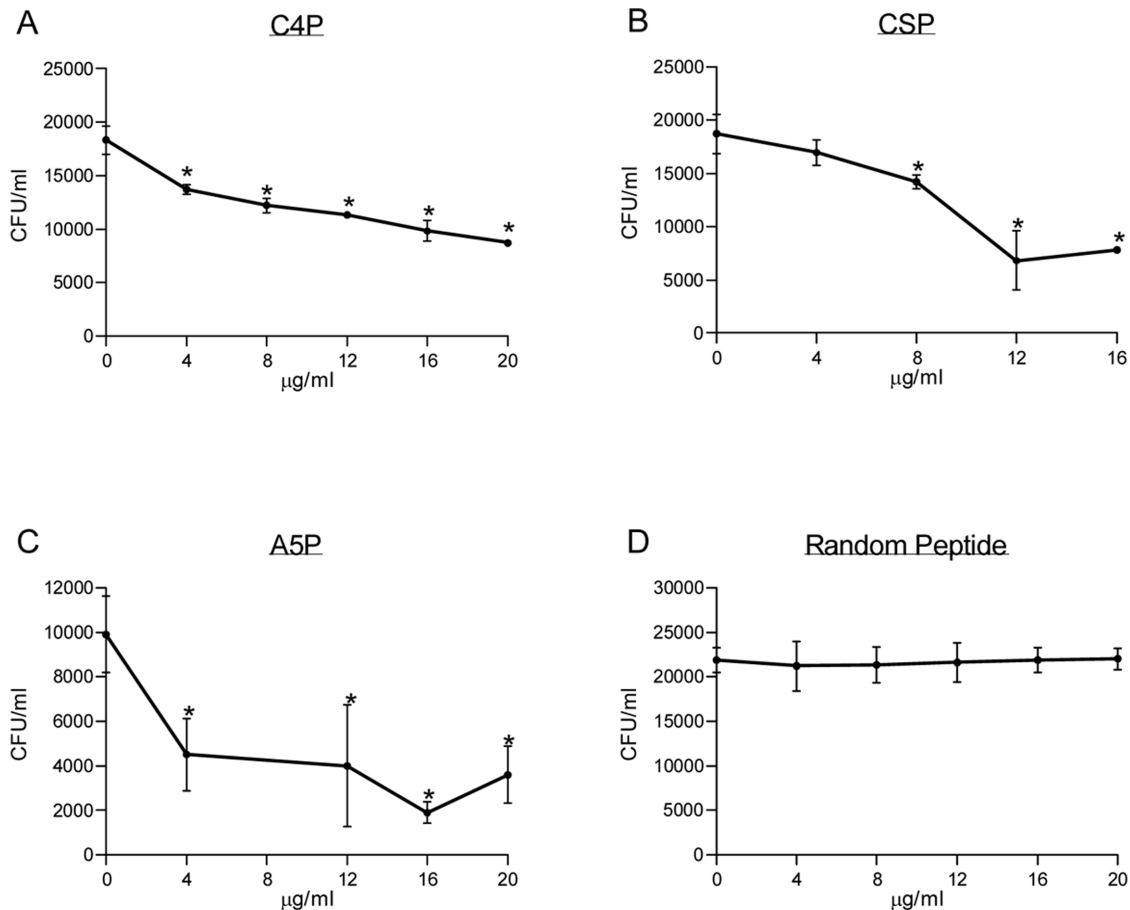 A
C4P
CFU/ml
25000
20000
15000
10000
5000
0
* * * * *
0 4 8 12 16 20
μg/ml
B
CSP
CFU/ml
25000
20000
15000
10000
5000
0
* * *
0 4 8 12 16
μg/ml
C
A5P
CFU/ml
12000
10000
8000
6000
4000
2000
0
* * * *
0 4 8 12 16 20
μg/ml
D
Random Peptide
CFU/ml
30000
25000
20000
15000
10000
5000
0
0 4 8 12 16 20
μg/ml